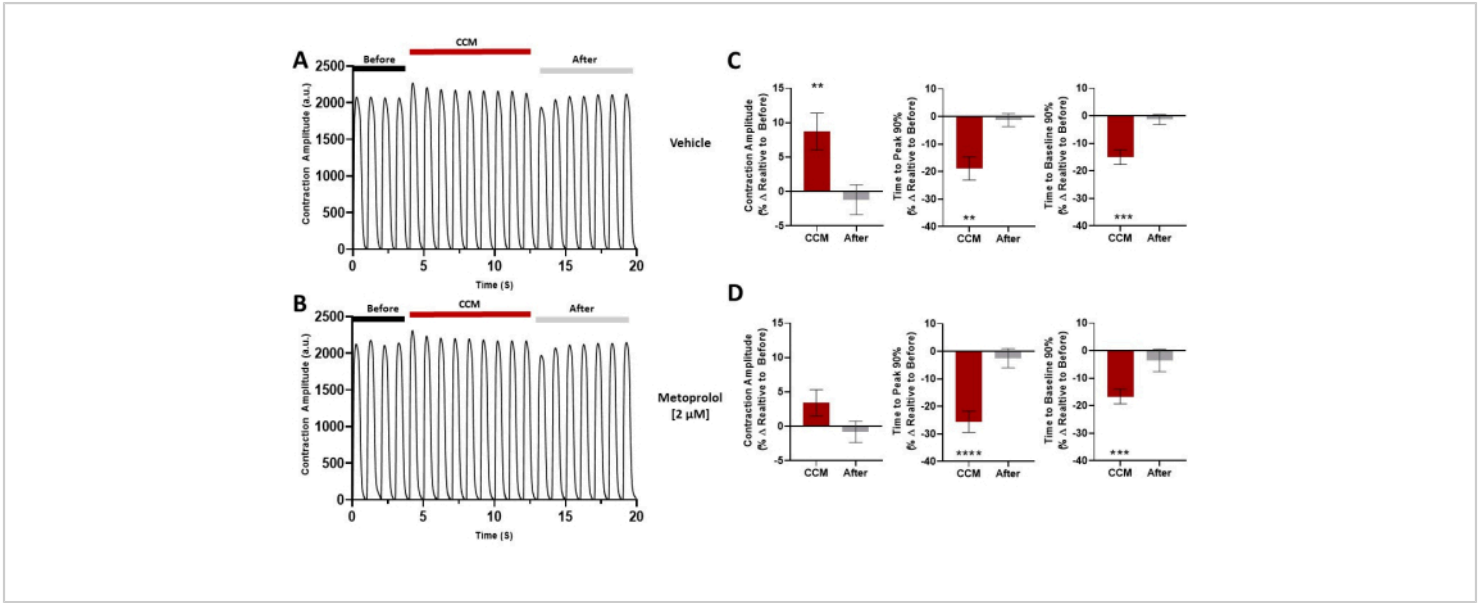 A
Before
CCM
After
Contraction Amplitude (a.u.)
2500
2000
1500
1000
500
0
0
5
10
15
20
Time (S)
Vehicle
C
Contraction Amplitude
(% Δ Realtive to Before)
15
10
5
0
-5
**
CCM
After
Time to Peak 90%
(% Δ Realtive to Before)
10
0
-10
-20
-30
-40
**
CCM
After
Time to Baseline 90%
(% Δ Realtive to Before)
10
0
-10
-20
-30
-40
***
CCM
After
B
Before
CCM
After
Contraction Amplitude (a.u.)
2500
2000
1500
1000
500
0
0
5
10
15
20
Time (S)
Metoprolol
[2 µM]
D
Contraction Amplitude
(% Δ Realtive to Before)
15
10
5
0
-5
CCM
After
Time to Peak 90%
(% Δ Realtive to Before)
10
0
-10
-20
-30
-40
****
CCM
After
Time to Baseline 90%
(% Δ Realtive to Before)
10
0
-10
-20
-30
-40
***
CCM
After